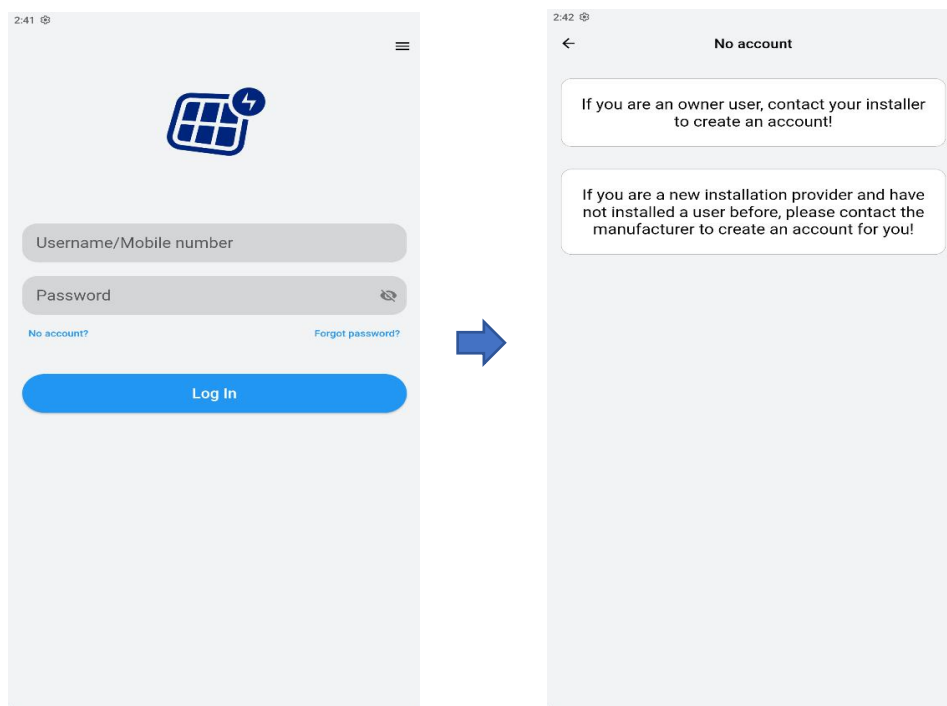 2:41
Username/Mobile number
Password
No account?
Forgot password?
Log In
2:42
No account
If you are an owner user, contact your installer
to create an account!
If you are a new installation provider and have
not installed a user before, please contact the
manufacturer to create an account for you!